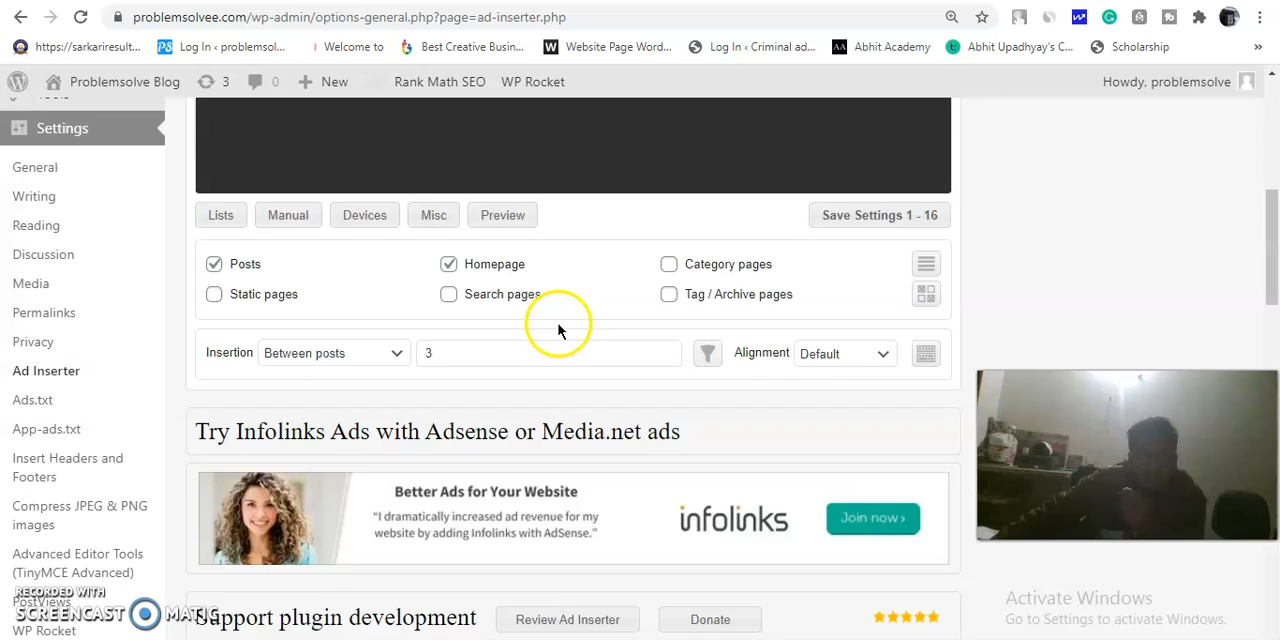 problemsolvee.com/wp-admin/options-general.php?page=ad-inserter.php
https://sarkariresult... Log In ‹ problemsol... Welcome to Best Creative Busin... Website Page Wor... Log In ‹ Criminal ad... Abhit Academy Abhit Upadhyay's C... Scholarship »
Problemsolve Blog 3 0 New Rank Math SEO WP Rocket Howdy, problemsolve
Settings
General
Writing
Reading
Discussion
Media
Permalinks
Privacy
Ad Inserter
Ads.txt
App-ads.txt
Insert Headers and
Footers
Compress JPEG & PNG
images
Advanced Editor Tools
(TinyMCE Advanced)
PostViews
WP Rocket
Lists Manual Devices Misc Preview Save Settings 1 - 16
Posts Homepage Category pages
Static pages Search pages Tag / Archive pages
Insertion Between posts 3 Alignment Default
Try Infolinks Ads with Adsense or Media.net ads
Better Ads for Your Website
"I dramatically increased ad revenue for my
website by adding Infolinks with AdSense."
infolinks
Join now ›
Support plugin development Review Ad Inserter Donate
RECORDED WITH
SCREENCAST MATIC
Activate Windows
Go to Settings to activate Windows.